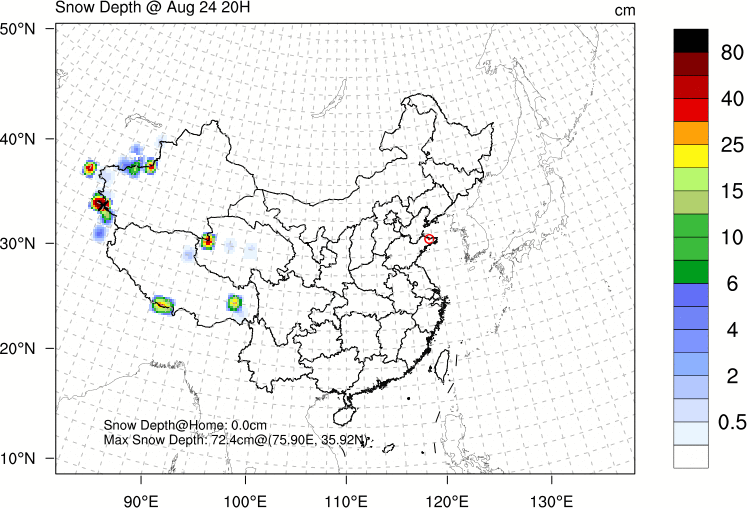 Snow Depth @ Aug 24 20H
cm
50°N
40°N
30°N
20°N
10°N
90°E
100°E
110°E
120°E
130°E
Snow Depth@Home: 0.0cm
Max Snow Depth: 72.4cm@(75.90E, 35.92N)
80
40
25
15
10
6
4
2
0.5